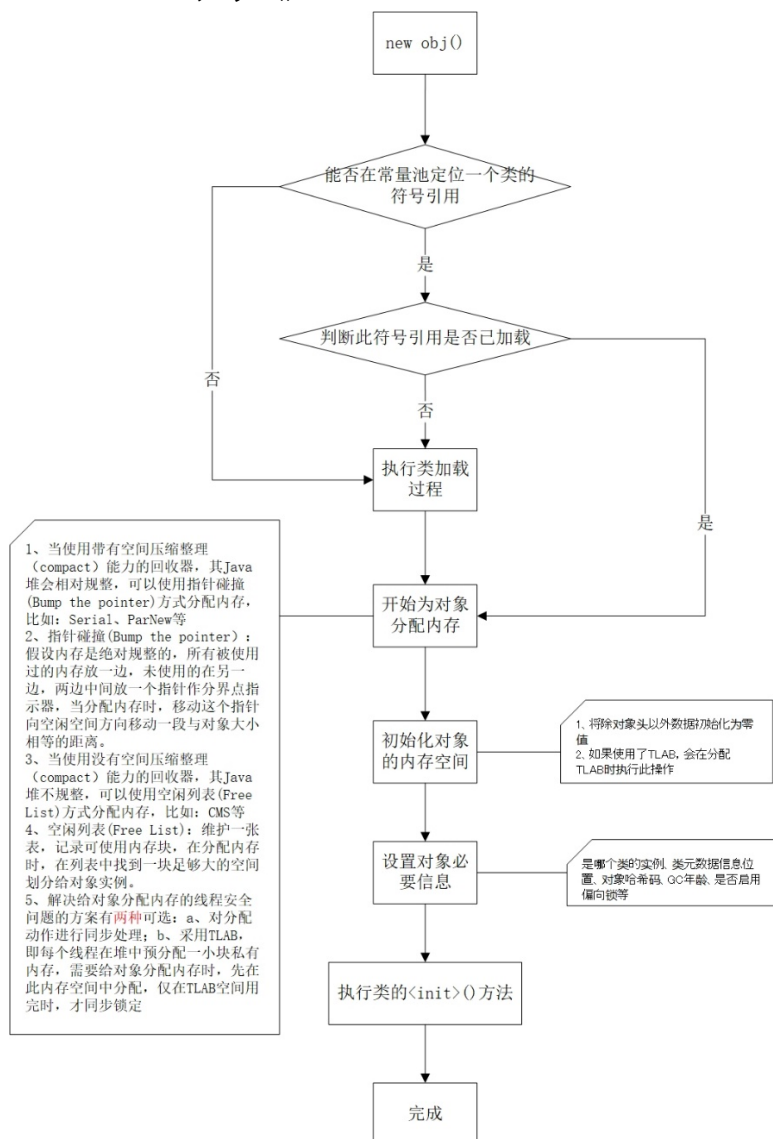 new obj()
能否在常量池定位一个类的
符号引用
是
判断此符号引用是否已加载
否
否
执行类加载
过程
是
1、当使用带有空间压缩整理
（compact）能力的回收器，其Java
堆会相对规整，可以使用指针碰撞
(Bump the pointer)方式分配内存，
比如：Serial、ParNew等
2、指针碰撞(Bump the pointer）：
假设内存是绝对规整的，所有被使用
过的内存放一边，未使用的在另一
边，两边中间放一个指针作分界点指
示器，当分配内存时，移动这个指针
向空闲空间方向移动一段与对象大小
相等的距离。
3、当使用没有空间压缩整理
（compact）能力的回收器，其Java
堆不规整，可以使用空闲列表(Free
List)方式分配内存，比如：CMS等
4、空闲列表(Free List)：维护一张
表，记录可使用内存块，在分配内存
时，在列表中找到一块足够大的空间
划分给对象实例。
5、解决给对象分配内存的线程安全
问题的方案有两种可选：a、对分配
动作进行同步处理；b、采用TLAB，
即每个线程在堆中预分配一小块私有
内存，需要给对象分配内存时，先在
此内存空间中分配，仅在TLAB空间用
完时，才同步锁定
开始为对象
分配内存
初始化对象
的内存空间
1、将除对象头以外数据初始化为零
值
2、如果使用了TLAB，会在分配
TLAB时执行此操作
设置对象必
要信息
是哪个类的实例、类元数据信息位
置、对象哈希码、GC年龄、是否启用
偏向锁等
执行类的<init>()方法
完成